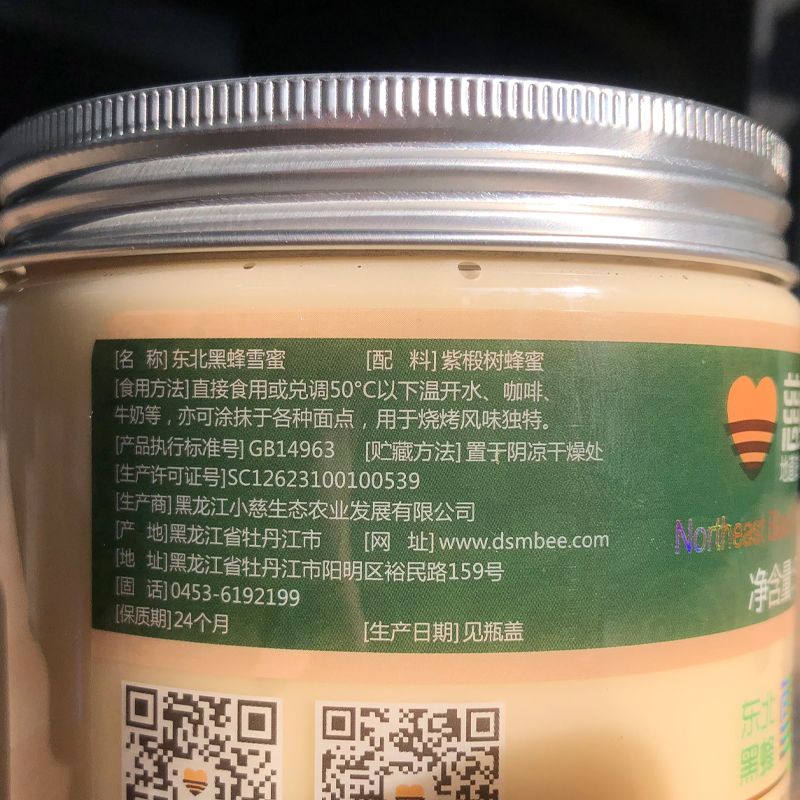 [名 称]东北黑蜂雪蜜 [配 料]紫椴树蜂蜜
[食用方法]直接食用或兑调50°C以下温开水、咖啡、
牛奶等，亦可涂抹于各种面点，用于烧烤风味独特。
[产品执行标准号]GB14963 [贮藏方法]置于阴凉干燥处
[生产许可证号]SC12623100100539
[生产商]黑龙江小慈生态农业发展有限公司
[产 地]黑龙江省牡丹江市 [网 址]www.dsmbee.com
[地 址]黑龙江省牡丹江市阳明区裕民路159号
[固 话]0453-6192199
[保质期]24个月 [生产日期]见瓶盖
地道
Northeast
净含量
东北
黑蜂